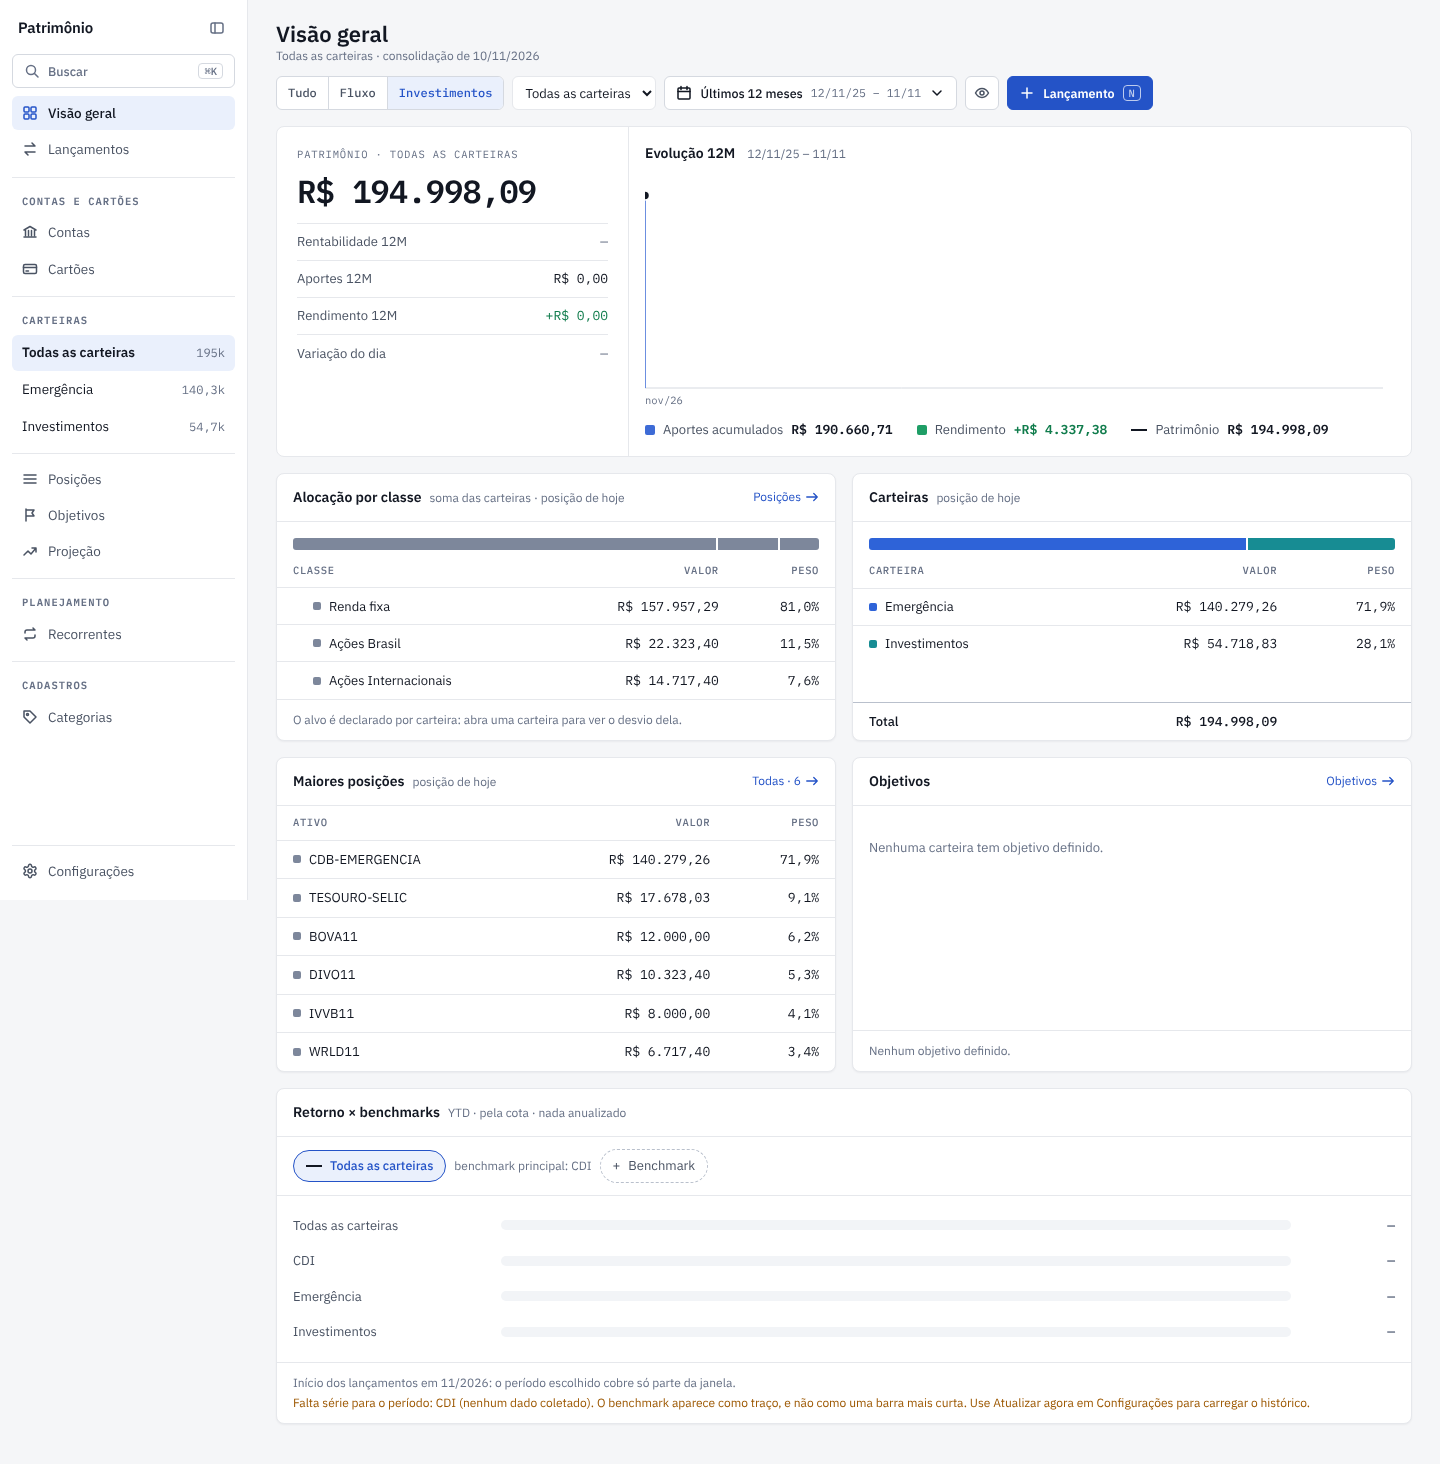 Patrimônio
Buscar ⌘K
Visão geral
Lançamentos
CONTAS E CARTÕES
Contas
Cartões
CARTEIRAS
Todas as carteiras 195k
Emergência 140,3k
Investimentos 54,7k
Posições
Objetivos
Projeção
PLANEJAMENTO
Recorrentes
CADASTROS
Categorias
Configurações
Visão geral
Todas as carteiras · consolidação de 10/11/2026
Tudo Fluxo Investimentos Todas as carteiras Últimos 12 meses 12/11/25 – 11/11 + Lançamento N
PATRIMÔNIO · TODAS AS CARTEIRAS
R$ 194.998,09
Rentabilidade 12M —
Aportes 12M R$ 0,00
Rendimento 12M +R$ 0,00
Variação do dia —
Evolução 12M 12/11/25 – 11/11
nov/26
Aportes acumulados R$ 190.660,71 Rendimento +R$ 4.337,38 Patrimônio R$ 194.998,09
Alocação por classe soma das carteiras · posição de hoje Posições →
CLASSE VALOR PESO
Renda fixa R$ 157.957,29 81,0%
Ações Brasil R$ 22.323,40 11,5%
Ações Internacionais R$ 14.717,40 7,6%
O alvo é declarado por carteira: abra uma carteira para ver o desvio dela.
Carteiras posição de hoje
CARTEIRA VALOR PESO
Emergência R$ 140.279,26 71,9%
Investimentos R$ 54.718,83 28,1%
Total R$ 194.998,09
Maiores posições posição de hoje Todas · 6 →
ATIVO VALOR PESO
CDB-EMERGENCIA R$ 140.279,26 71,9%
TESOURO-SELIC R$ 17.678,03 9,1%
BOVA11 R$ 12.000,00 6,2%
DIVO11 R$ 10.323,40 5,3%
IVVB11 R$ 8.000,00 4,1%
WRLD11 R$ 6.717,40 3,4%
Objetivos Objetivos →
Nenhuma carteira tem objetivo definido.
Nenhum objetivo definido.
Retorno × benchmarks YTD · pela cota · nada anualizado
Todas as carteiras benchmark principal: CDI + Benchmark
Todas as carteiras —
CDI —
Emergência —
Investimentos —
Início dos lançamentos em 11/2026: o período escolhido cobre só parte da janela.
Falta série para o período: CDI (nenhum dado coletado). O benchmark aparece como traço, e não como uma barra mais curta. Use Atualizar agora em Configurações para carregar o histórico.